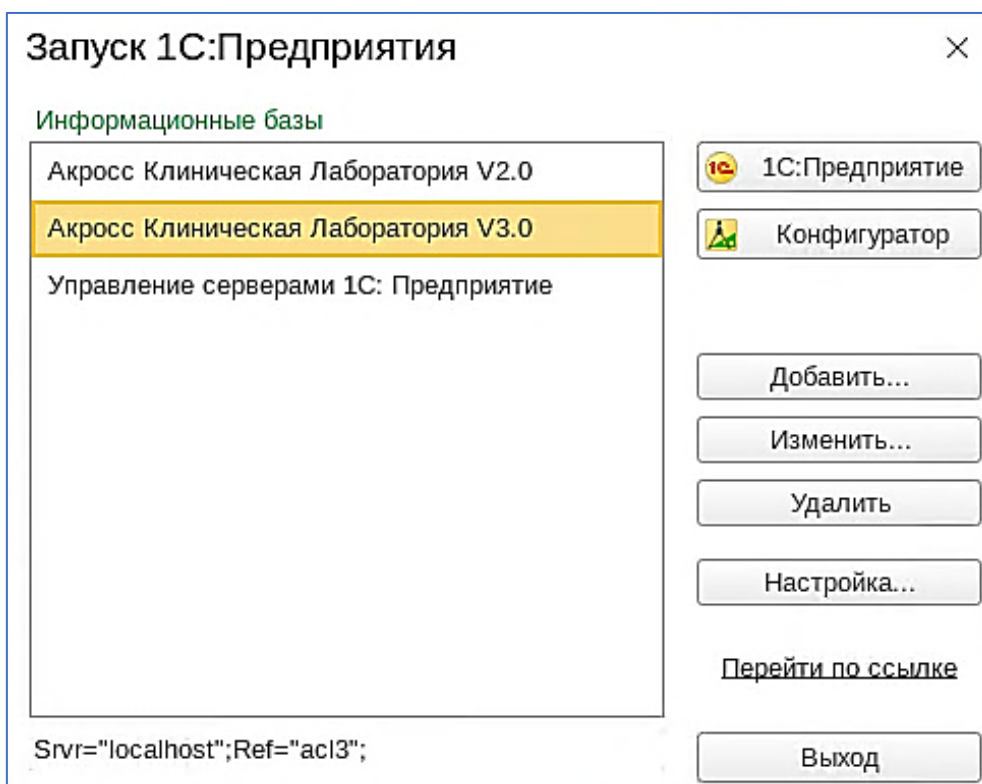 Запуск 1С:Предприятия
Информационные базы
Акросс Клиническая Лаборатория V2.0
Акросс Клиническая Лаборатория V3.0
Управление серверами 1С: Предприятие
1С:Предприятие
Конфигуратор
Добавить...
Изменить...
Удалить
Настройка...
Перейти по ссылке
Srvr="localhost";Ref="acl3";
Выход